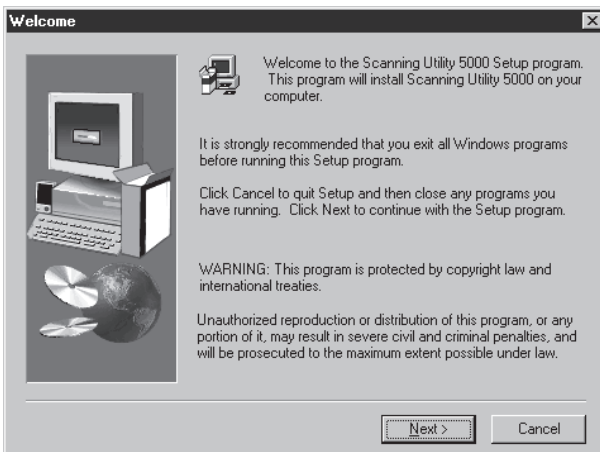 Welcome
Welcome to the Scanning Utility 5000 Setup program.
This program will install Scanning Utility 5000 on your
computer.
It is strongly recommended that you exit all Windows programs
before running this Setup program.
Click Cancel to quit Setup and then close any programs you
have running. Click Next to continue with the Setup program.
WARNING: This program is protected by copyright law and
international treaties.
Unauthorized reproduction or distribution of this program, or any
portion of it, may result in severe civil and criminal penalties, and
will be prosecuted to the maximum extent possible under law.
Next >
Cancel